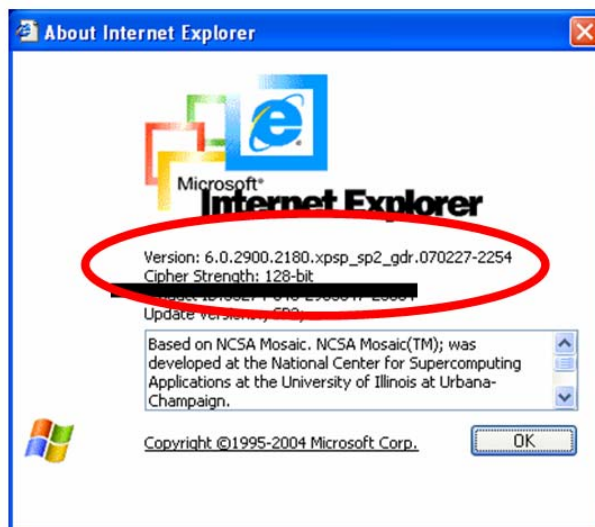 About Internet Explorer
Microsoft®
Internet Explorer
Version: 6.0.2900.2180.xpsp_sp2_gdr.070227-2254
Cipher Strength: 128-bit
Update Versions:; SP2;
Based on NCSA Mosaic. NCSA Mosaic(TM); was
developed at the National Center for Supercomputing
Applications at the University of Illinois at Urbana-
Champaign.
Copyright ©1995-2004 Microsoft Corp.
OK